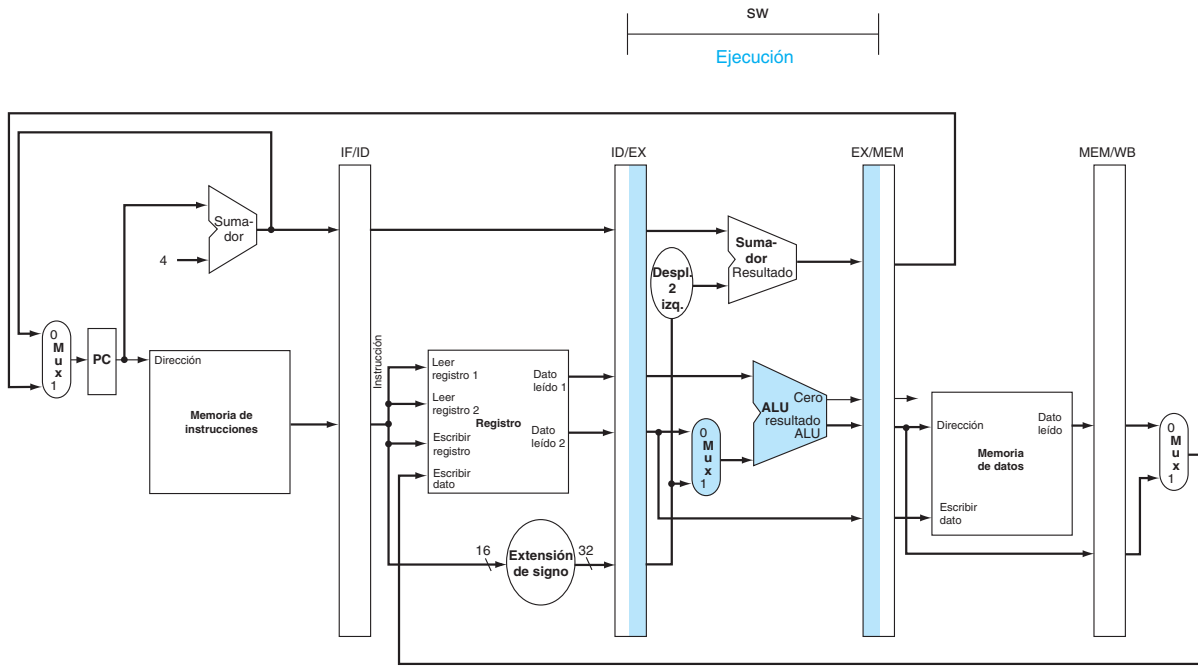 SW
Ejecución
IF/ID
ID/EX
EX/MEM
MEM/WB
Suma-
dor
4
Suma-
dor
Resultado
Despl.
2
izq.
0
M
u
x
1
PC
Dirección
Memoria de
instrucciones
Instrucción
Leer
registro 1
Leer
registro 2
Escribir
registro
Escribir
dato
Registro
Dato
leído 1
Dato
leído 2
16
Extensión
de signo
32
0
M
u
x
1
Cero
ALU
resultado
ALU
Dirección
Dato
leído
Memoria
de datos
Escribir
dato
0
M
u
x
1